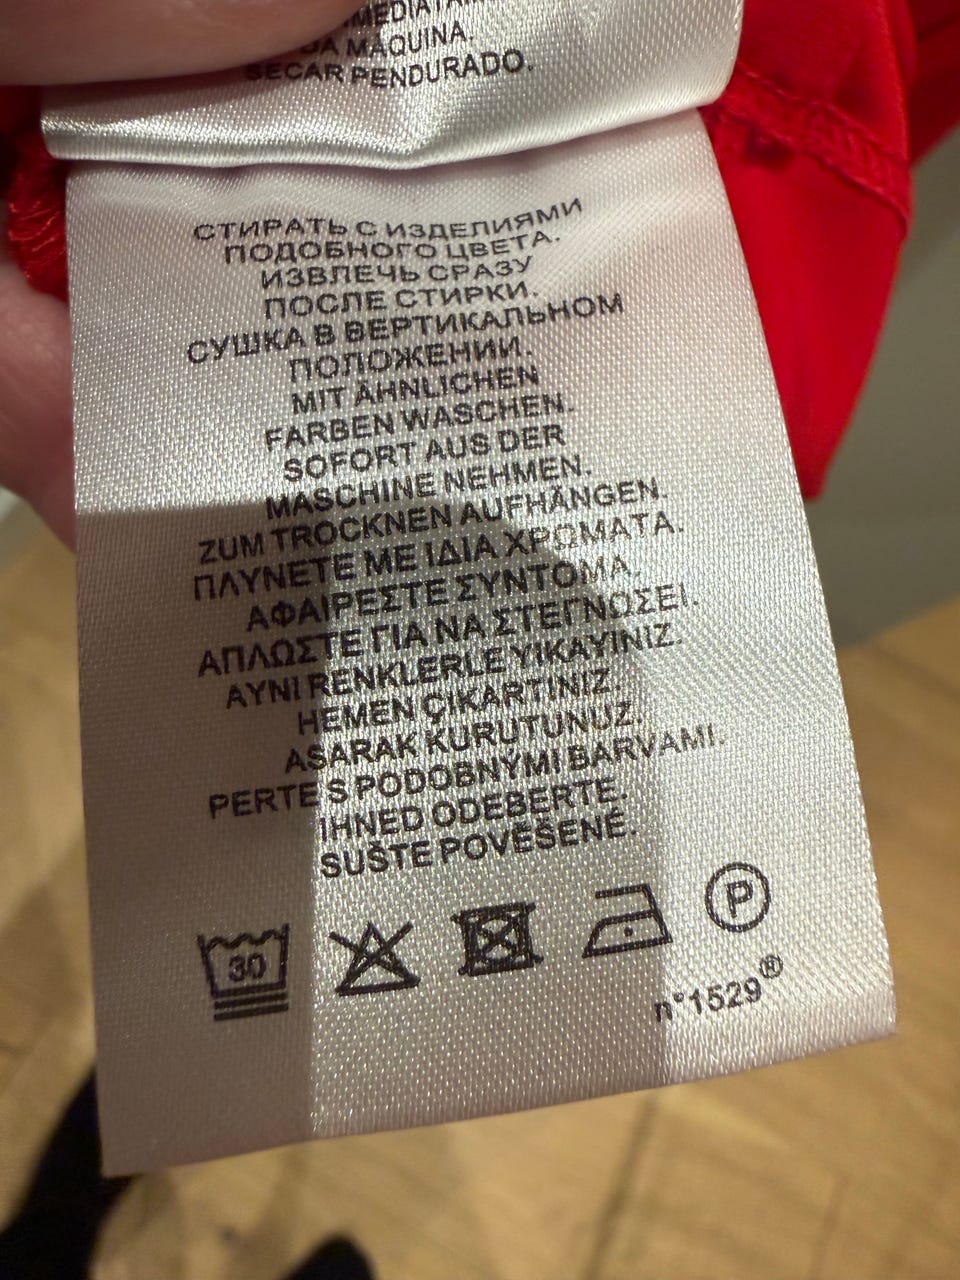 MÁQUINA.
SECAR PENDURADO.
СТИРАТЬ С ИЗДЕЛИЯМИ
ПОДОБНОГО ЦВЕТА.
ИЗВЛЕЧЬ СРАЗУ
ПОСЛЕ СТИРКИ.
СУШКА В ВЕРТИКАЛЬНОМ
ПОЛОЖЕНИИ.
MIT ÄHNLICHEN
FARBEN WASCHEN.
SOFORT AUS DER
MASCHINE NEHMEN.
ZUM TROCKNEN AUFHÄNGEN.
ΠΛΥΝΕΤΕ ΜΕ ΙΔΙΑ ΧΡΩΜΑΤΑ.
ΑΦΑΙΡΕΣΤΕ ΣΥΝΤΟΜΑ.
ΑΠΛΩΣΤΕ ΓΙΑ ΝΑ ΣΤΕΓΝΩΣΕΙ.
AYNI RENKLERLE YIKAYINIZ.
HEMEN ÇIKARTINIZ.
ASARAK KURUTUNUZ.
PERTE S PODOBNÝMI BARVAMI.
IHNED ODEBERTE.
SUŠTE POVĚŠENÉ.
30
P
n°1529®